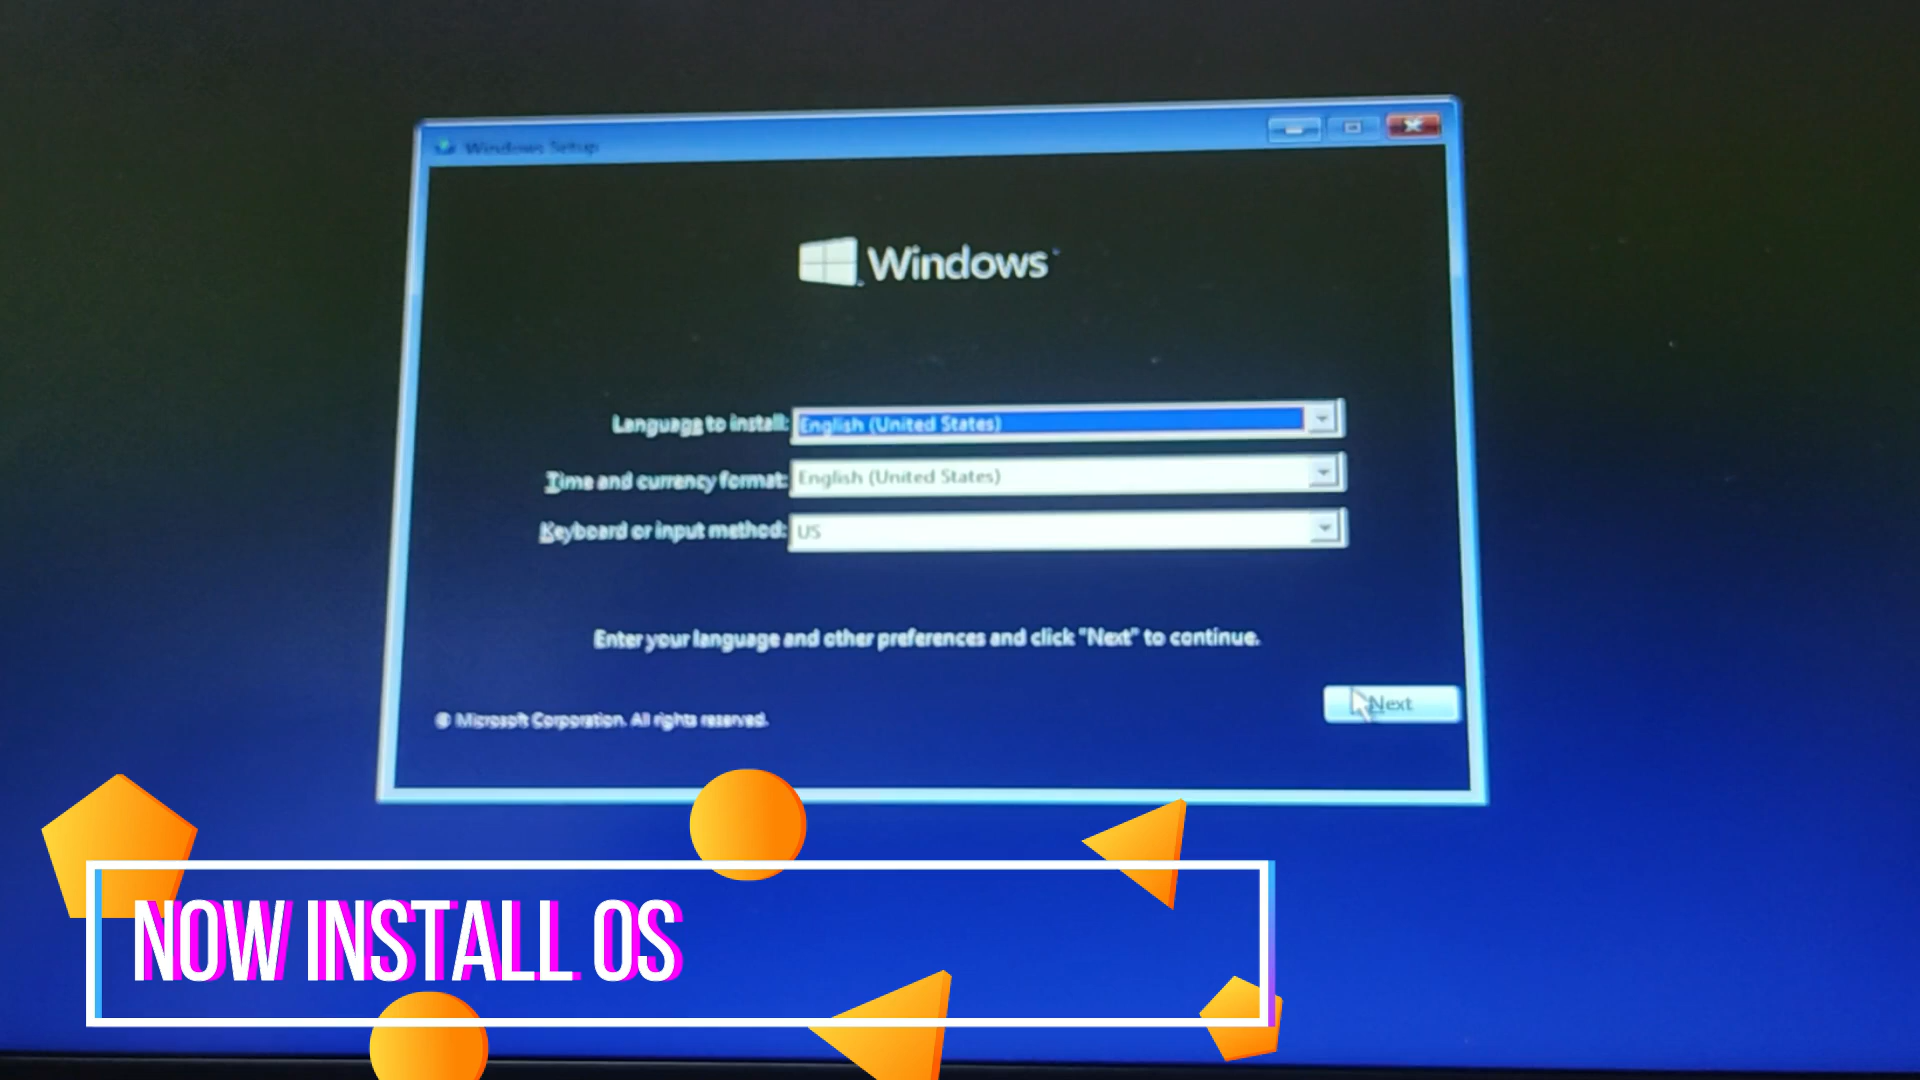 Windows Setup
Windows
Language to install: English (United States)
Time and currency format: English (United States)
Keyboard or input method: US
Enter your language and other preferences and click "Next" to continue.
Next
© Microsoft Corporation. All rights reserved.
NOW INSTALL OS